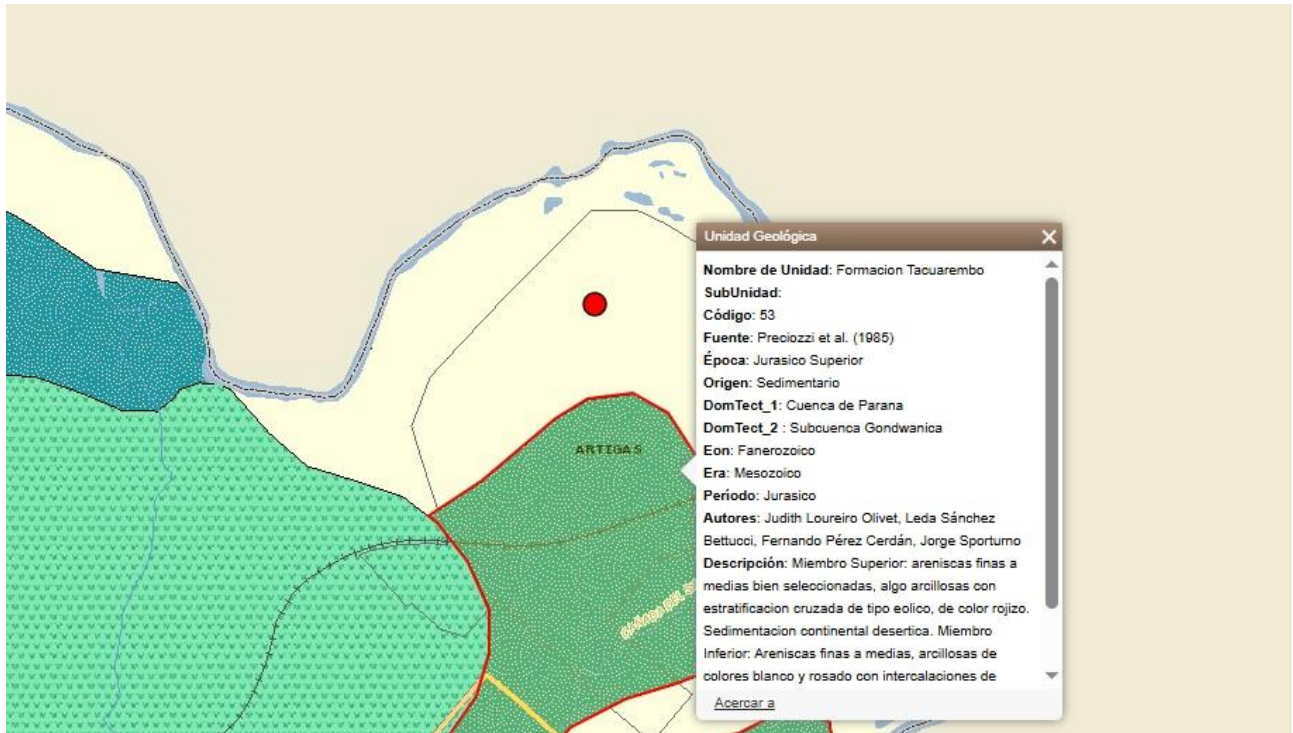 Unidad Geológica
Nombre de Unidad: Formacion Tacuarembo
SubUnidad:
Código: 53
Fuente: Preciozzi et al. (1985)
Época: Jurasico Superior
Origen: Sedimentario
DomTect_1: Cuenca de Parana
DomTect_2 : Subcuenca Gondwanica
Eon: Fanerozoico
Era: Mesozoico
Período: Jurasico
Autores: Judith Loureiro Olivet, Leda Sánchez
Bettucci, Fernando Pérez Cerdán, Jorge Sporturno
Descripción: Miembro Superior: areniscas finas a
medias bien seleccionadas, algo arcillosas con
estratificacion cruzada de tipo eolico, de color rojizo.
Sedimentacion continental desertica. Miembro
Inferior: Areniscas finas a medias, arcillosas de
colores blanco y rosado con intercalaciones de
Acercar a
ARTIGAS